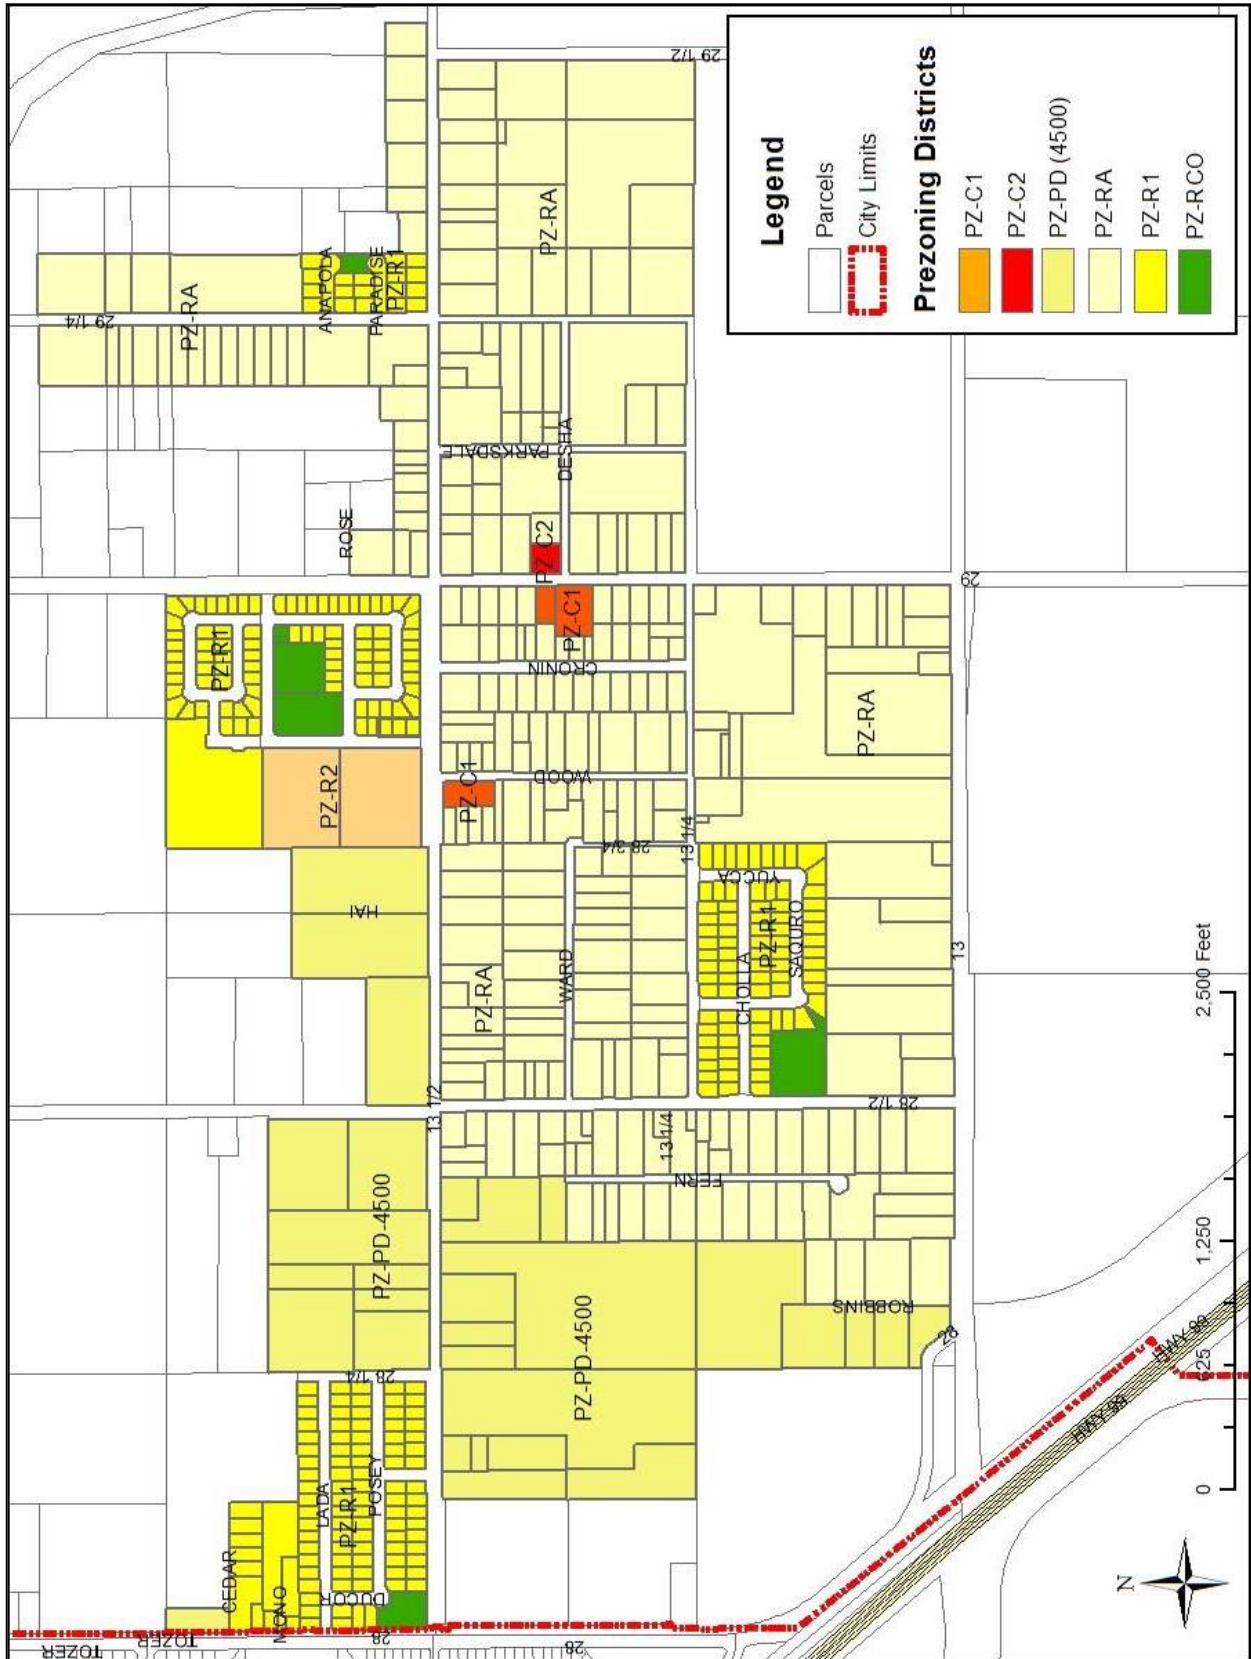 TOZER
TOZER
CEDAR
MONO
LADA
DUCOR
PZ-R1
POSEY
28
28
28 1/4
PZ-PD-4500
13 1/2
HAI
PZ-R2
PZ-R1
ROSE
29 1/4
PZ-RA
ANAPOLA
PARADISE
PZ-R1
29 1/2
PZ-PD-4500
FERN
13 1/4
28 1/2
ROBBINS
28
PZ-RA
WARD
28 3/4
13 1/4
PZ-C1
WOOD
CRONIN
PZ-C1
PZ-C2
PARKSDALE
DESHA
PZ-RA
CHOLLA
PZ-R1
SAQURO
YUCCA
PZ-RA
13
29
HWY 99
HWY 99
N
0
625
1,250
2,500 Feet
Legend
Parcels
City Limits
Prezoning Districts
PZ-C1
PZ-C2
PZ-PD (4500)
PZ-RA
PZ-R1
PZ-RCO